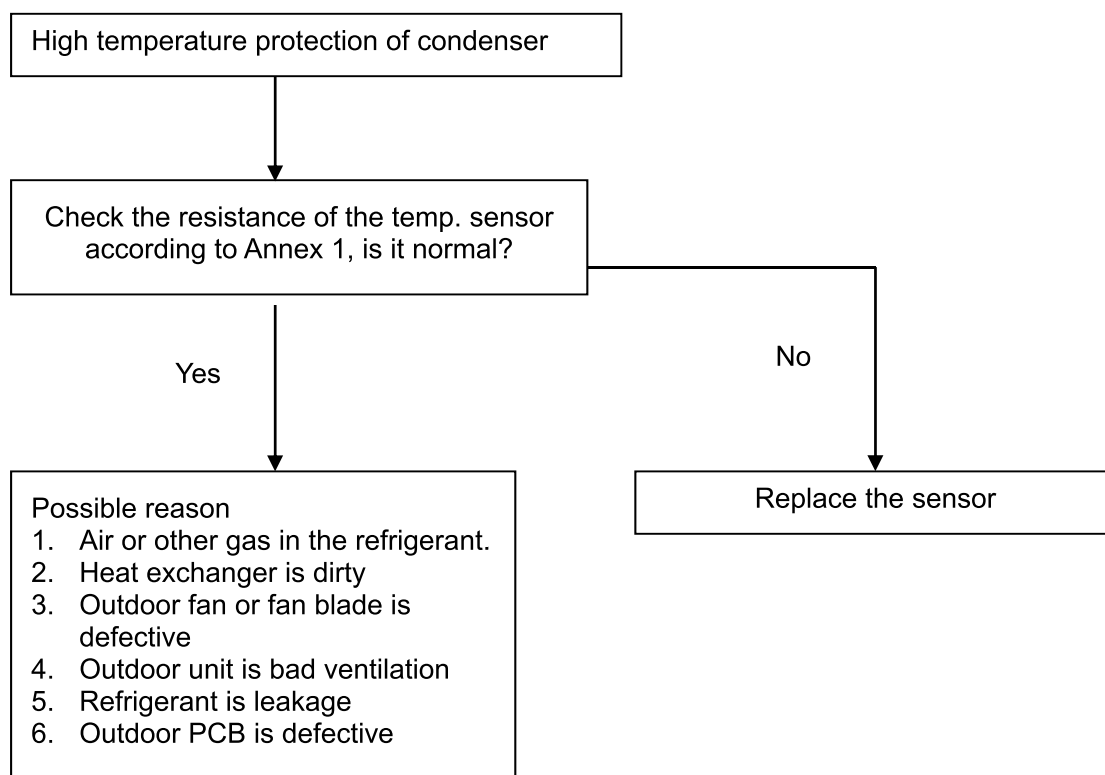 High temperature protection of condenser
Check the resistance of the temp. sensor
according to Annex 1, is it normal?
Yes
No
Possible reason
1. Air or other gas in the refrigerant.
2. Heat exchanger is dirty
3. Outdoor fan or fan blade is
defective
4. Outdoor unit is bad ventilation
5. Refrigerant is leakage
6. Outdoor PCB is defective
Replace the sensor